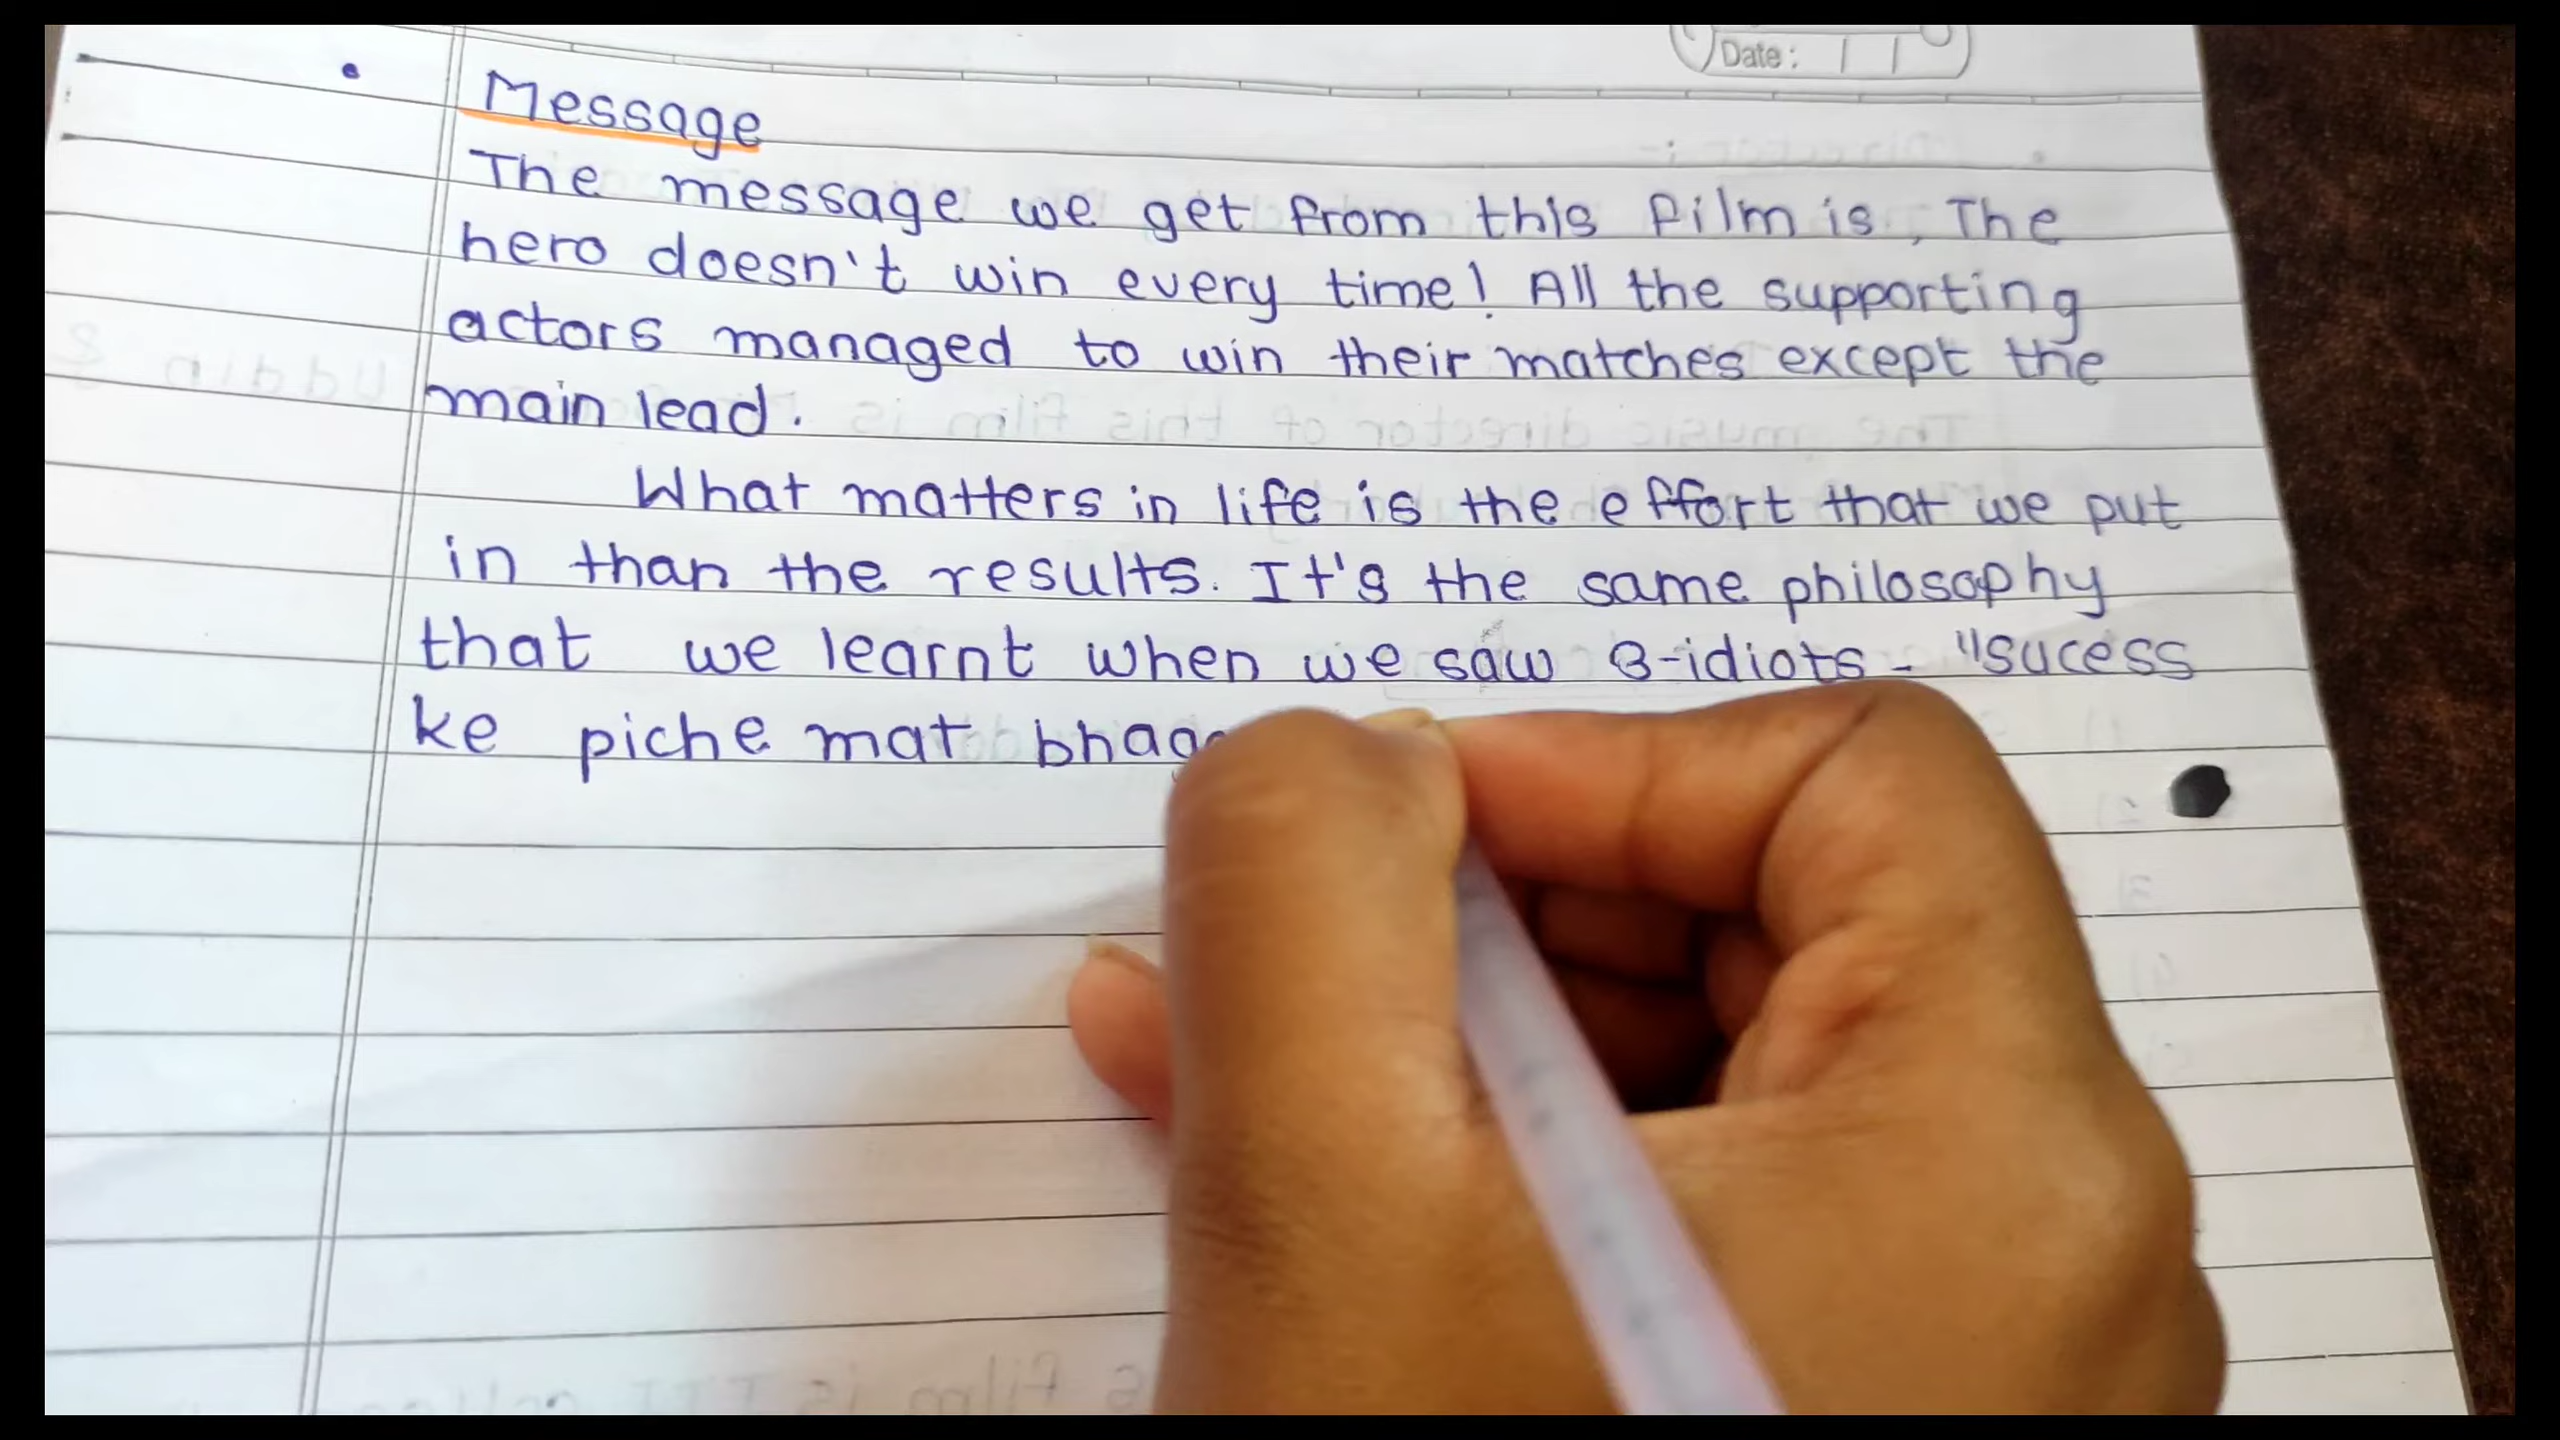 Date:
Message
The message we get from this film is, The
hero doesn't win every time! All the supporting
actors managed to win their matches except the
main lead.
What matters in life is the effort that we put
in than the results. It's the same philosophy
that we learnt when we saw 3-idiots - "sucess
ke piche mat